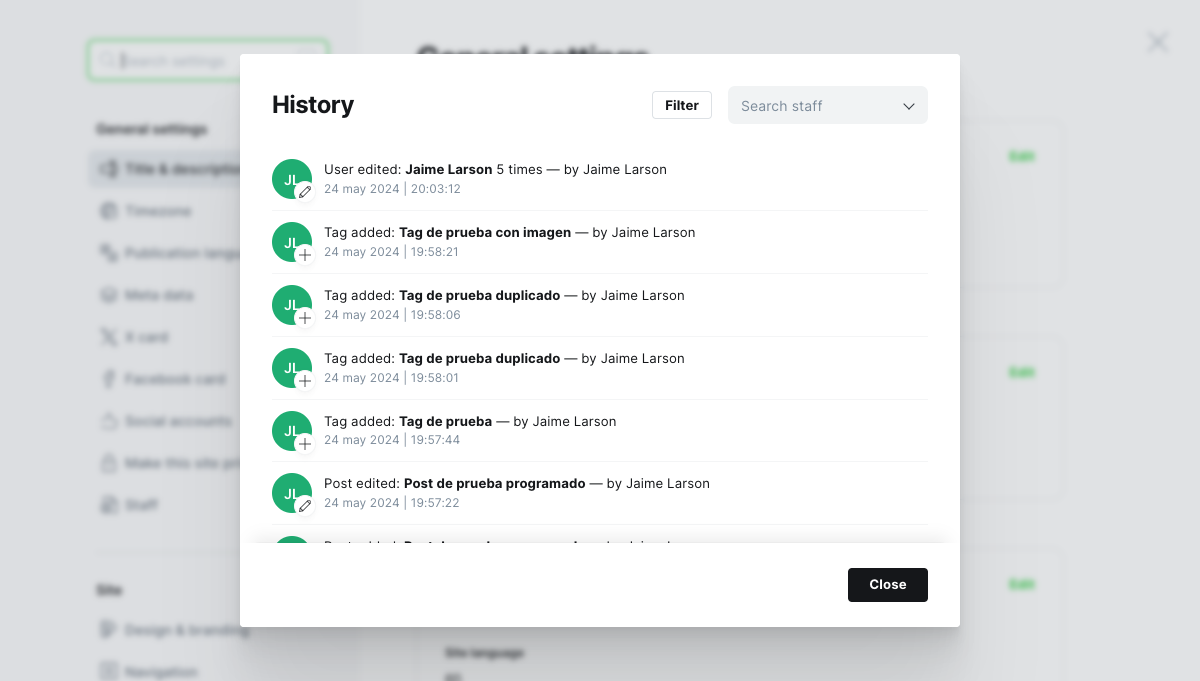 Search settings
General settings
General settings
Title & description
Edit
Timezone
Publication langu
Meta data
X card
Facebook card
Edit
Social accounts
Make this site pri
Staff
Site
Edit
Design & branding
Navigation
Site language
History
Filter
Search staff
JL
User edited: Jaime Larson 5 times — by Jaime Larson
24 may 2024 | 20:03:12
JL
Tag added: Tag de prueba con imagen — by Jaime Larson
24 may 2024 | 19:58:21
JL
Tag added: Tag de prueba duplicado — by Jaime Larson
24 may 2024 | 19:58:06
JL
Tag added: Tag de prueba duplicado — by Jaime Larson
24 may 2024 | 19:58:01
JL
Tag added: Tag de prueba — by Jaime Larson
24 may 2024 | 19:57:44
JL
Post edited: Post de prueba programado — by Jaime Larson
24 may 2024 | 19:57:22
Close